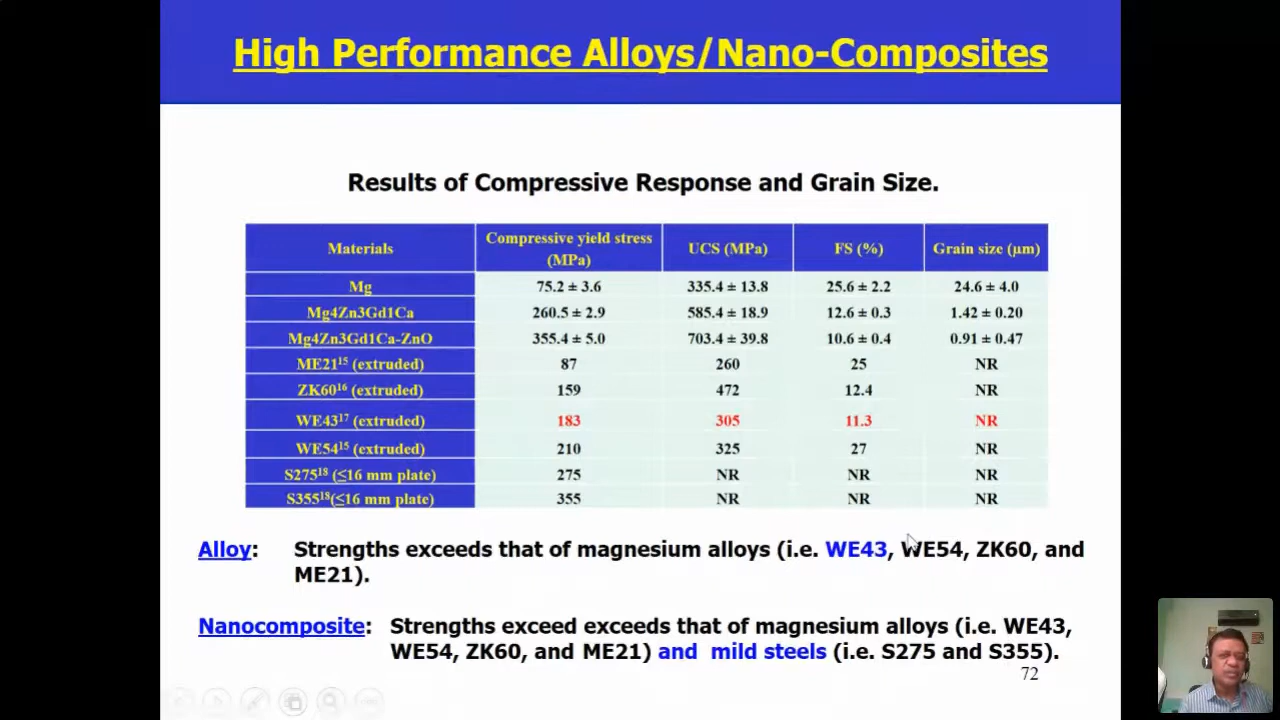 High Performance Alloys/Nano-Composites
Results of Compressive Response and Grain Size.
Materials Compressive yield stress (MPa) UCS (MPa) FS (%) Grain size (μm)
Mg 75.2 ± 3.6 335.4 ± 13.8 25.6 ± 2.2 24.6 ± 4.0
Mg4Zn3Gd1Ca 260.5 ± 2.9 585.4 ± 18.9 12.6 ± 0.3 1.42 ± 0.20
Mg4Zn3Gd1Ca-ZnO 355.4 ± 5.0 703.4 ± 39.8 10.6 ± 0.4 0.91 ± 0.47
ME21¹⁵ (extruded) 87 260 25 NR
ZK60¹⁶ (extruded) 159 472 12.4 NR
WE43¹⁷ (extruded) 183 305 11.3 NR
WE54¹⁵ (extruded) 210 325 27 NR
S275¹⁸ (≤16 mm plate) 275 NR NR NR
S355¹⁸(≤16 mm plate) 355 NR NR NR
Alloy: Strengths exceeds that of magnesium alloys (i.e. WE43, WE54, ZK60, and
ME21).
Nanocomposite: Strengths exceed exceeds that of magnesium alloys (i.e. WE43,
WE54, ZK60, and ME21) and mild steels (i.e. S275 and S355).
72